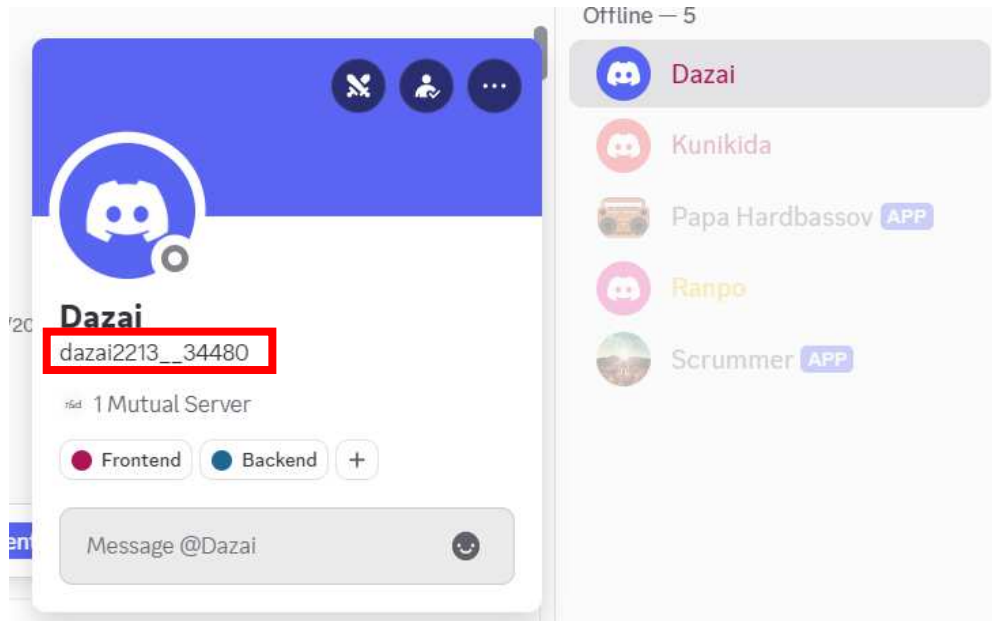 Offline — 5
Dazai
Kunikida
Papa Hardbassov APP
Ranpo
Scrummer APP
Dazai
dazai2213__34480
1 Mutual Server
Frontend Backend +
Message @Dazai